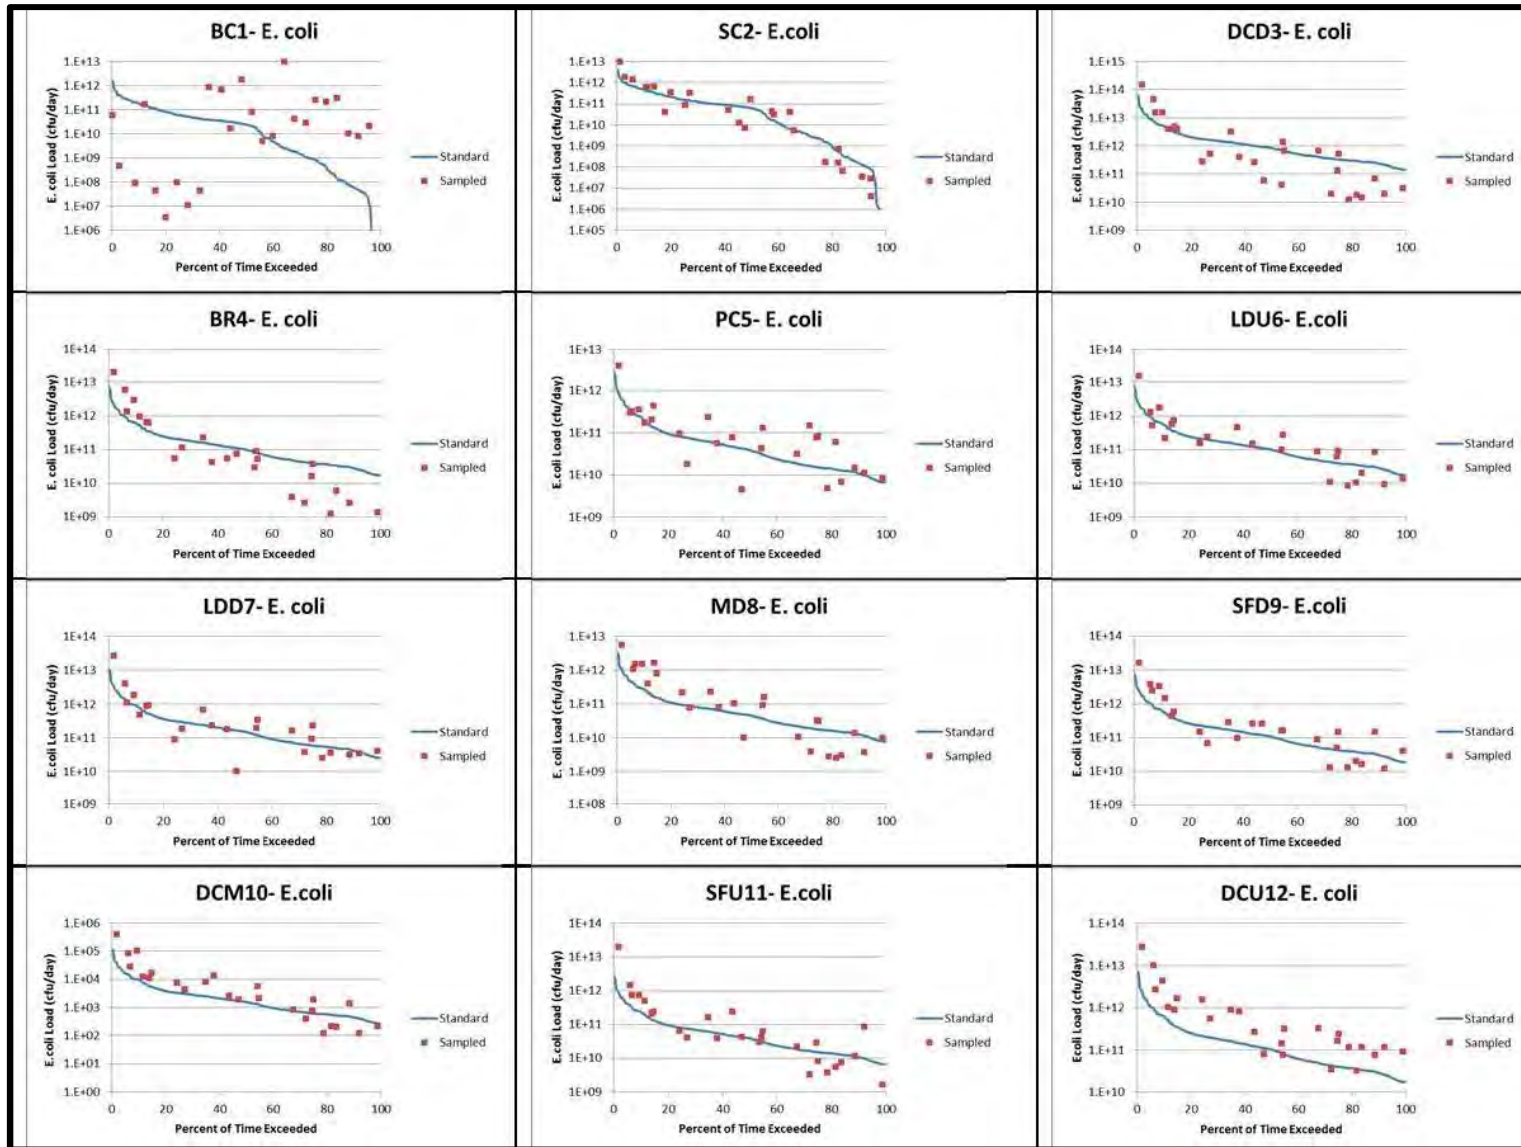 BC1- E. coli
E.coli Load (cfu/day)
1.E+13
1.E+12
1.E+11
1.E+10
1.E+09
1.E+08
1.E+07
1.E+06
0 20 40 60 80 100
Percent of Time Exceeded
Standard
Sampled
SC2- E.coli
E.coli Load (cfu/day)
1.E+13
1.E+12
1.E+11
1.E+10
1.E+09
1.E+08
1.E+07
1.E+06
1.E+05
0 20 40 60 80 100
Percent of Time Exceeded
Standard
Sampled
DCD3- E. coli
E.coli Load (cfu/day)
1.E+15
1.E+14
1.E+13
1.E+12
1.E+11
1.E+10
1.E+09
0 20 40 60 80 100
Percent of Time Exceeded
Standard
Sampled
BR4- E. coli
E. coli Load (cfu/day)
1E+14
1E+13
1E+12
1E+11
1E+10
1E+09
0 20 40 60 80 100
Percent of Time Exceeded
Standard
Sampled
PC5- E. coli
E.coli Load (cfu/day)
1E+13
1E+12
1E+11
1E+10
1E+09
0 20 40 60 80 100
Percent of Time Exceeded
Standard
Sampled
LDU6- E.coli
E.coli Load (cfu/day)
1E+14
1E+13
1E+12
1E+11
1E+10
1E+09
0 20 40 60 80 100
Percent of Time Exceeded
Standard
Sampled
LDD7- E. coli
E.coli Load (cfu/day)
1E+14
1E+13
1E+12
1E+11
1E+10
1E+09
0 20 40 60 80 100
Percent of Time Exceeded
Standard
Sampled
MD8- E. coli
E.coli Load (cfu/day)
1E+13
1E+12
1E+11
1E+10
1E+09
1E+08
0 20 40 60 80 100
Percent of Time Exceeded
Standard
Sampled
SFD9- E.coli
E.coli Load (cfu/day)
1E+14
1E+13
1E+12
1E+11
1E+10
1E+09
0 20 40 60 80 100
Percent of Time Exceeded
Standard
Sampled
DCM10- E.coli
E.coli Load (cfu/day)
1.E+06
1.E+05
1.E+04
1.E+03
1.E+02
1.E+01
1.E+00
0 20 40 60 80 100
Percent of Time Exceeded
Standard
Sampled
SFU11- E.coli
E.coli Load (cfu/day)
1E+14
1E+13
1E+12
1E+11
1E+10
1E+09
0 20 40 60 80 100
Percent of Time Exceeded
Standard
Sampled
DCU12- E. coli
Ecoli Load (cfu/day)
1.E+14
1.E+13
1.E+12
1.E+11
1.E+10
0 20 40 60 80 100
Percent of Time Exceeded
Standard
Sampled